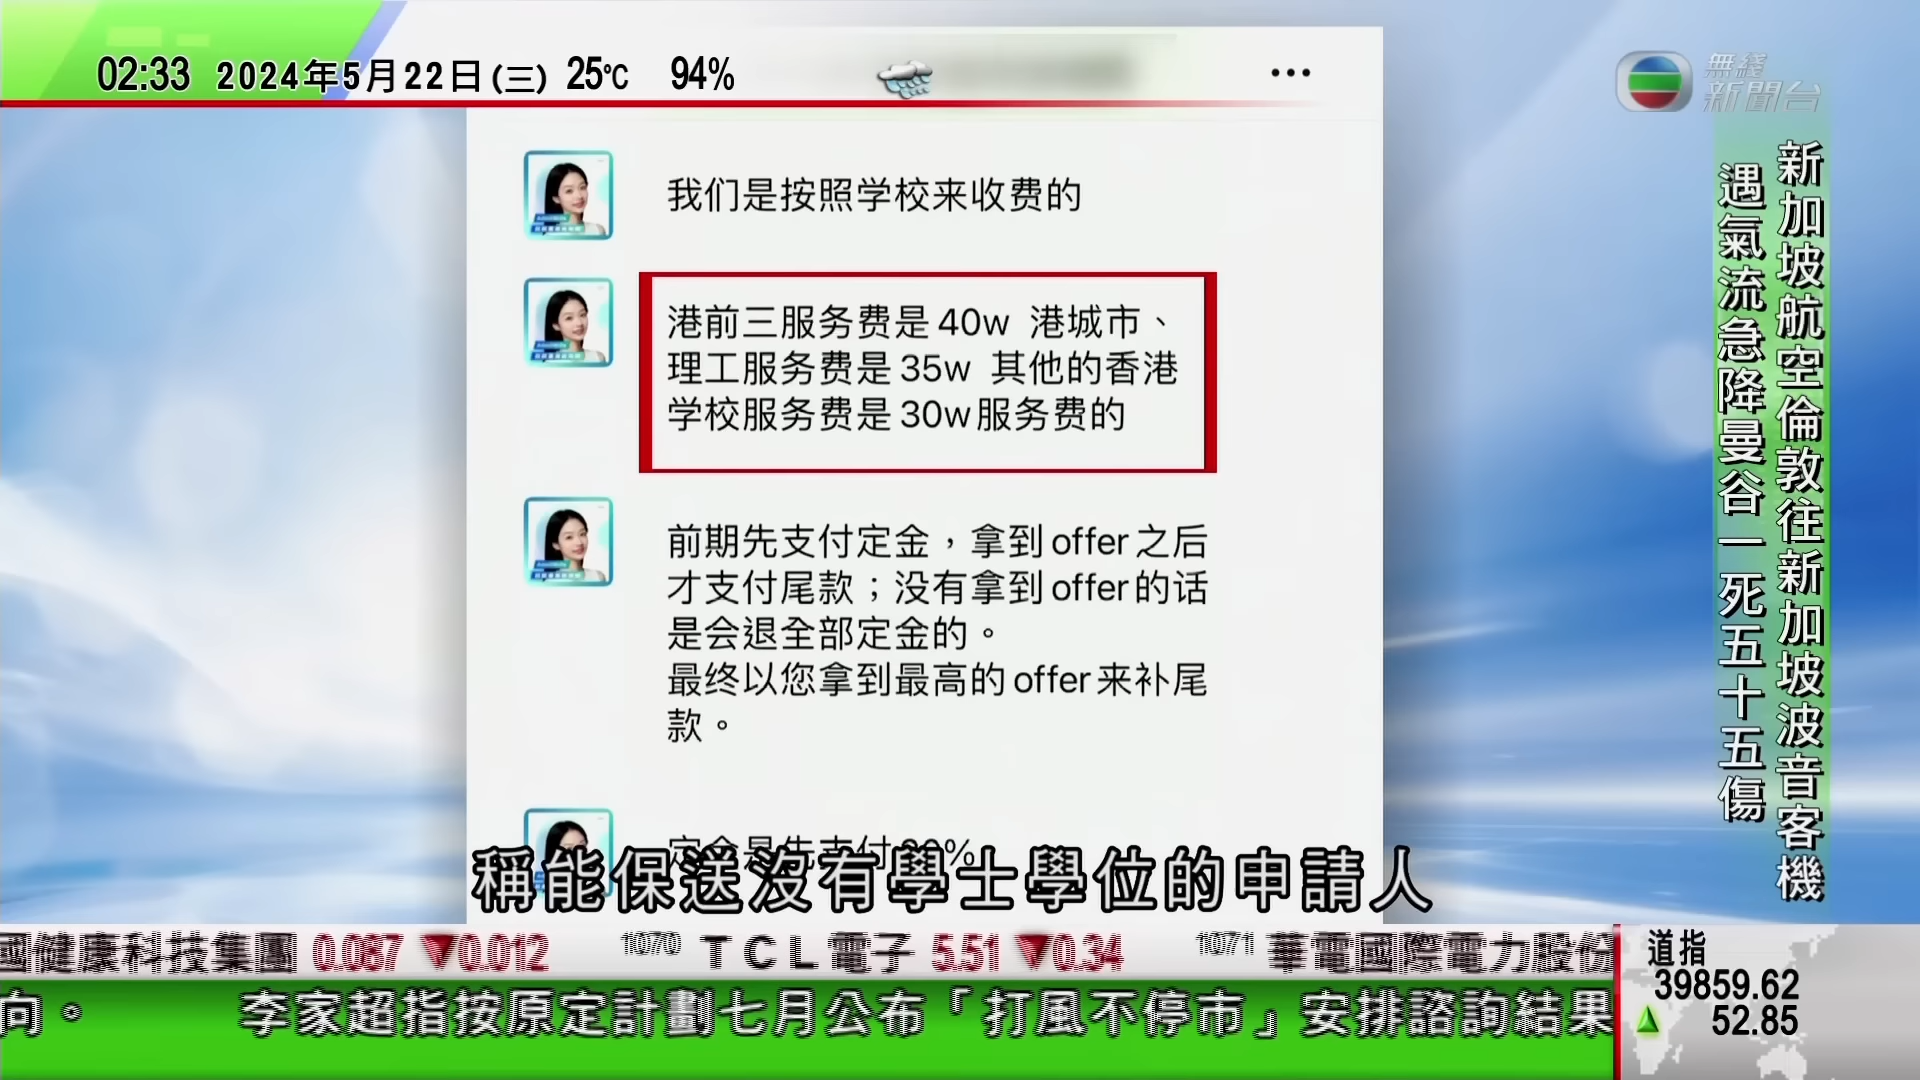 02:33 2024年5月22日(三) 25℃ 94%
無綫
新聞台
我们是按照学校来收费的
港前三服务费是40w 港城市、
理工服务费是35w 其他的香港
学校服务费是30w服务费的
前期先支付定金，拿到offer之后
才支付尾款；没有拿到offer的话
是会退全部定金的。
最终以您拿到最高的offer来补尾
款。
稱能保送沒有學士學位的申請人
新加坡航空倫敦往新加坡波音客機
遇氣流急降曼谷一死五十五傷
國健康科技集團 0.087 ▼0.012 1070 TCL電子 5.51 ▼0.34 1071 華電國際電力股份
向。 李家超指按原定計劃七月公布「打風不停市」安排諮詢結果
道指
39859.62
▲ 52.85